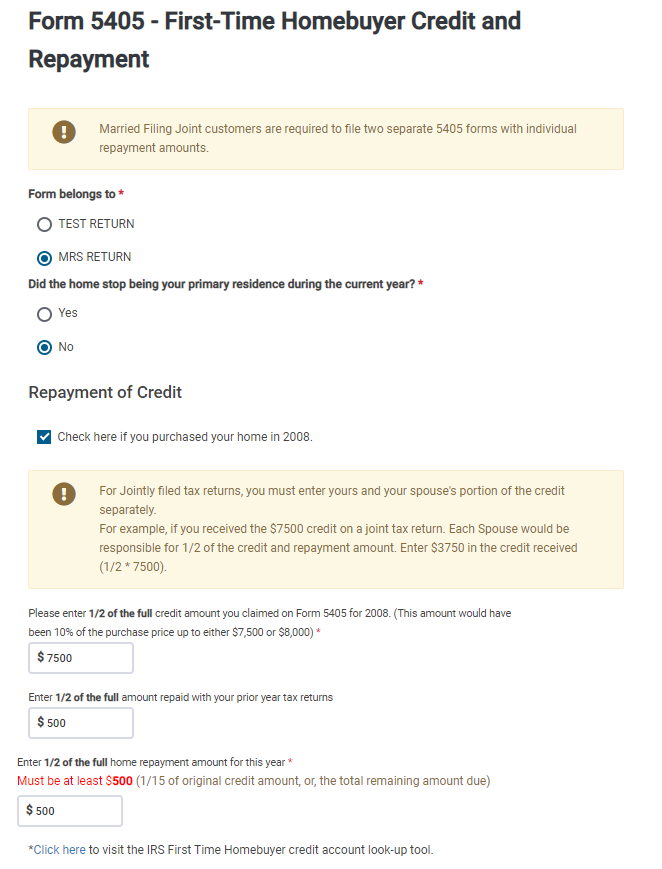 Form 5405 - First-Time Homebuyer Credit and
Repayment
Married Filing Joint customers are required to file two separate 5405 forms with individual
repayment amounts.
Form belongs to *
TEST RETURN
MRS RETURN
Did the home stop being your primary residence during the current year? *
Yes
No
Repayment of Credit
Check here if you purchased your home in 2008.
For Jointly filed tax returns, you must enter yours and your spouse's portion of the credit
separately.
For example, if you received the $7500 credit on a joint tax return. Each Spouse would be
responsible for 1/2 of the credit and repayment amount. Enter $3750 in the credit received
(1/2 * 7500).
Please enter 1/2 of the full credit amount you claimed on Form 5405 for 2008. (This amount would have
been 10% of the purchase price up to either $7,500 or $8,000) *
$ 7500
Enter 1/2 of the full amount repaid with your prior year tax returns
$ 500
Enter 1/2 of the full home repayment amount for this year *
Must be at least $500 (1/15 of original credit amount, or, the total remaining amount due)
$ 500
*Click here to visit the IRS First Time Homebuyer credit account look-up tool.